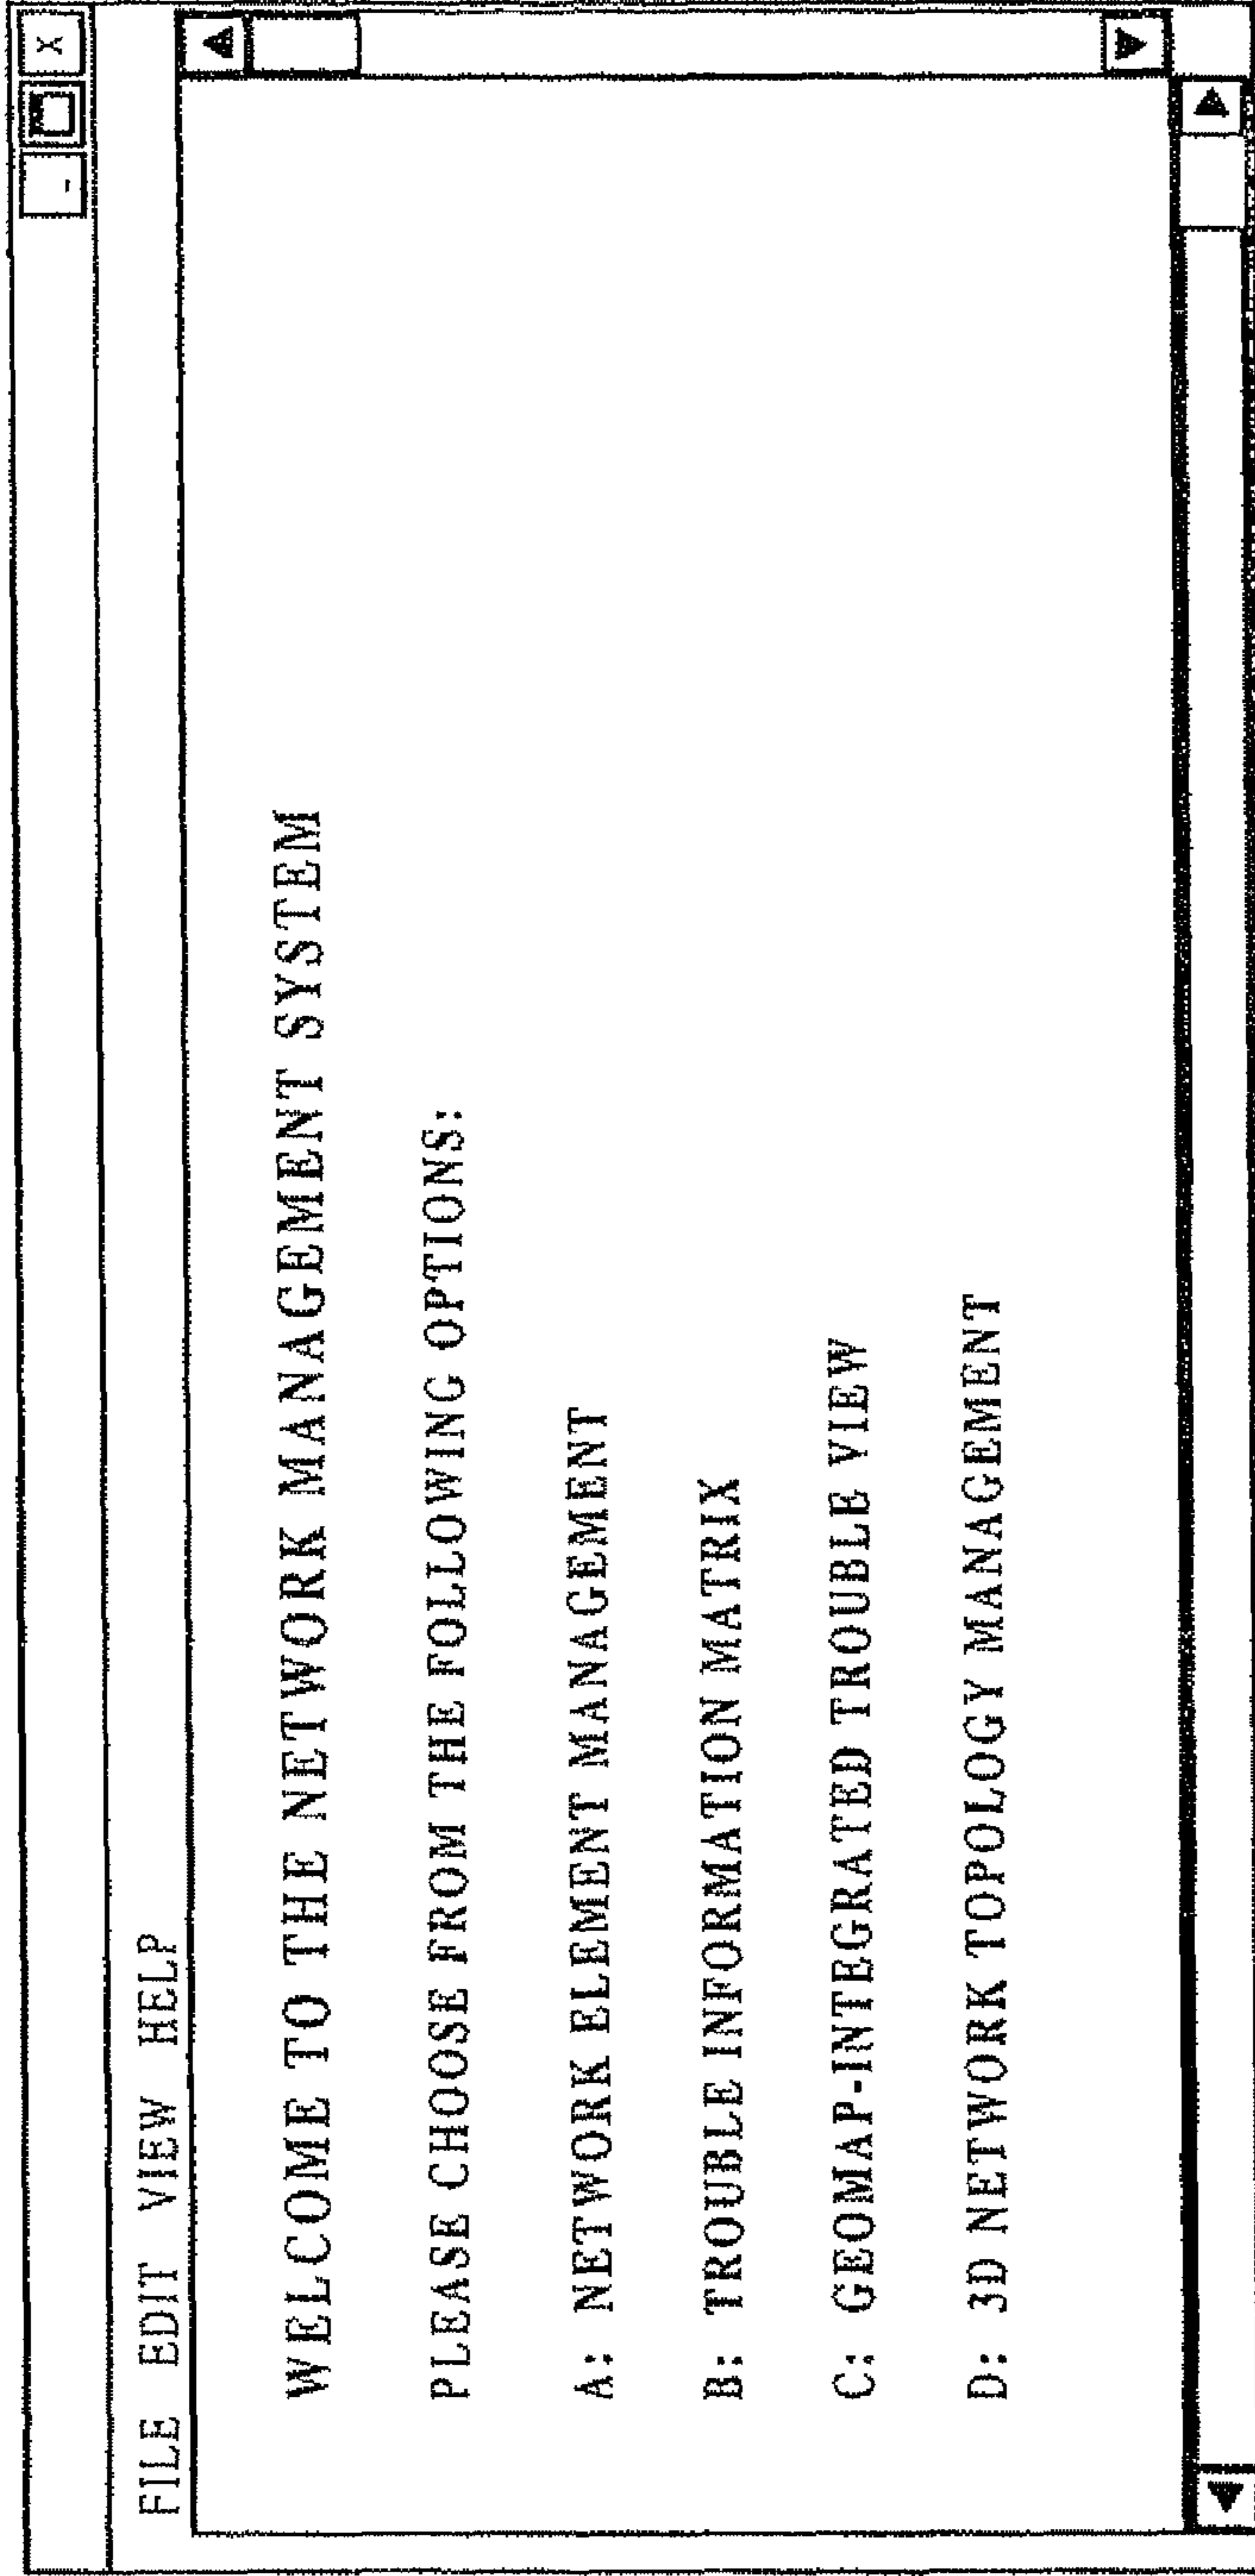 - X
FILE EDIT VIEW HELP
WELCOME TO THE NETWORK MANAGEMENT SYSTEM
PLEASE CHOOSE FROM THE FOLLOWING OPTIONS:
A: NETWORK ELEMENT MANAGEMENT
B: TROUBLE INFORMATION MATRIX
C: GEOMAP-INTEGRATED TROUBLE VIEW
D: 3D NETWORK TOPOLOGY MANAGEMENT